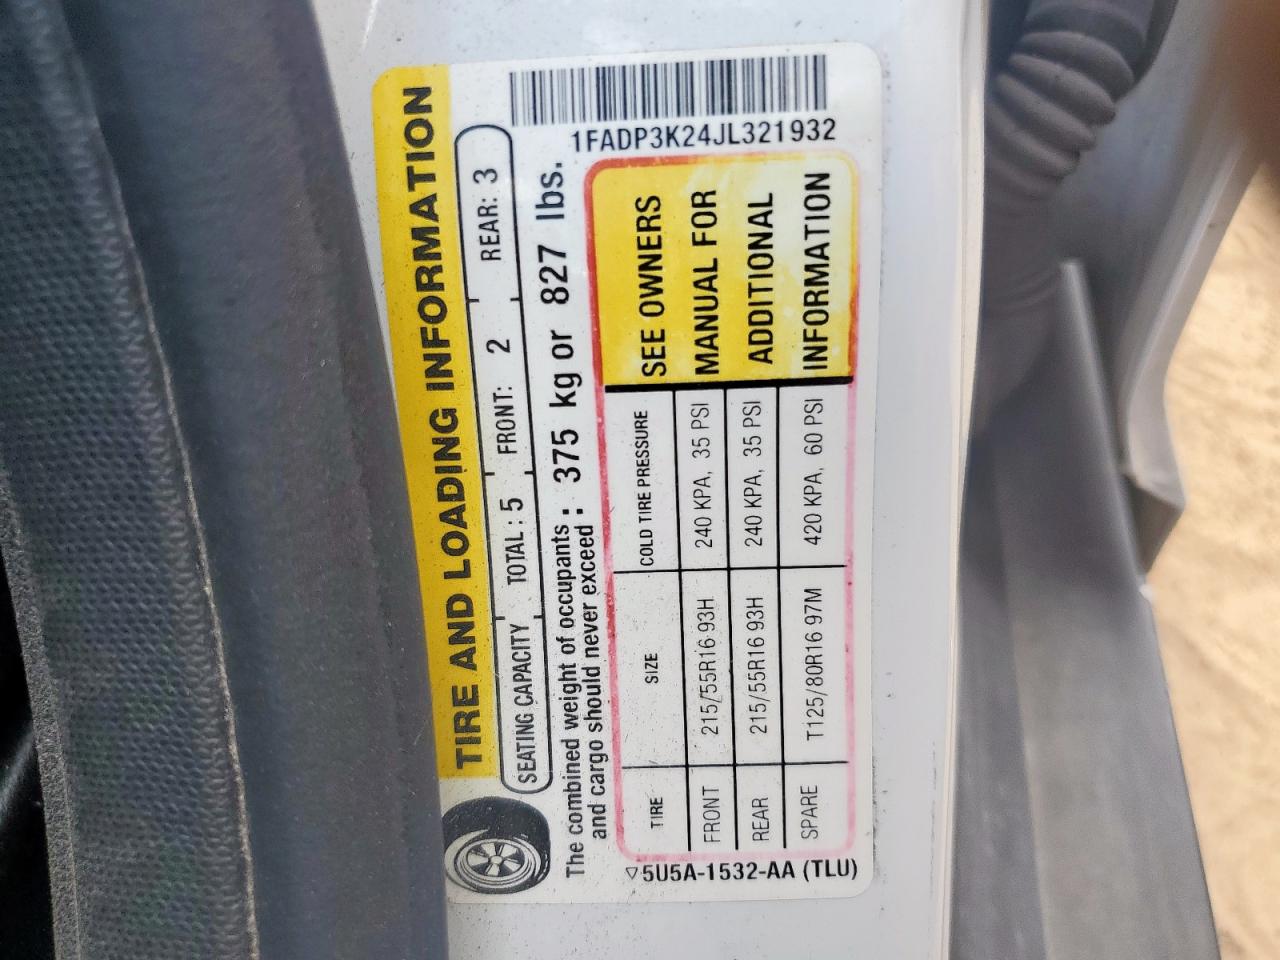 TIRE AND LOADING INFORMATION
SEATING CAPACITY TOTAL: 5 FRONT: 2 REAR: 3
The combined weight of occupants and cargo should never exceed : 375 kg or 827 lbs.
TIRE SIZE COLD TIRE PRESSURE
FRONT 215/55R16 93H 240 KPA, 35 PSI
REAR 215/55R16 93H 240 KPA, 35 PSI
SPARE T125/80R16 97M 420 KPA, 60 PSI
SEE OWNERS
MANUAL FOR
ADDITIONAL
INFORMATION
5U5A-1532-AA (TLU)
1FADP3K24JL321932